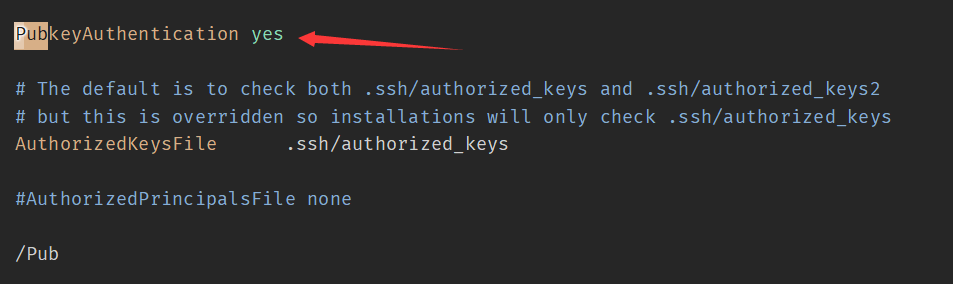 PubkeyAuthentication yes
# The default is to check both .ssh/authorized_keys and .ssh/authorized_keys2
# but this is overridden so installations will only check .ssh/authorized_keys
AuthorizedKeysFile      .ssh/authorized_keys
#AuthorizedPrincipalsFile none
/Pub